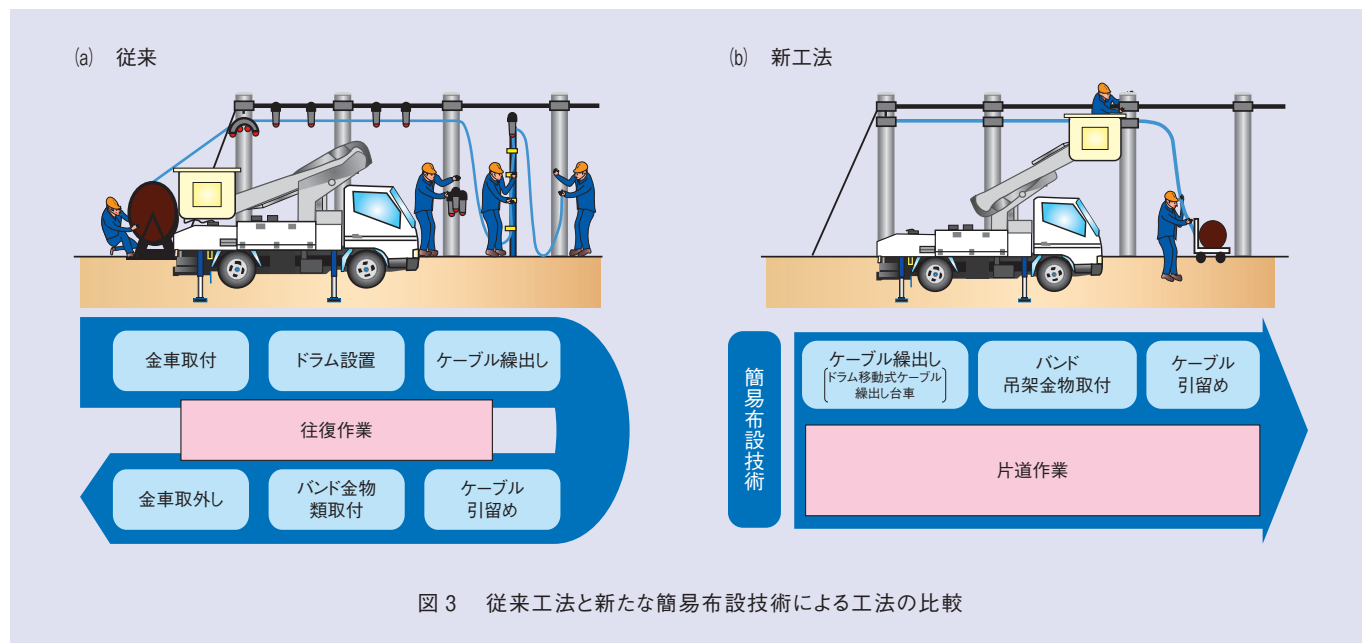 (a) 従来
金車取付
ドラム設置
ケーブル繰出し
往復作業
金車取外し
バンド金物
類取付
ケーブル
引留め
(b) 新工法
簡易布設技術
ケーブル繰出し
ドラム移動式ケーブル
繰出し台車
バンド
吊架金物取付
ケーブル
引留め
片道作業
図3 従来工法と新たな簡易布設技術による工法の比較